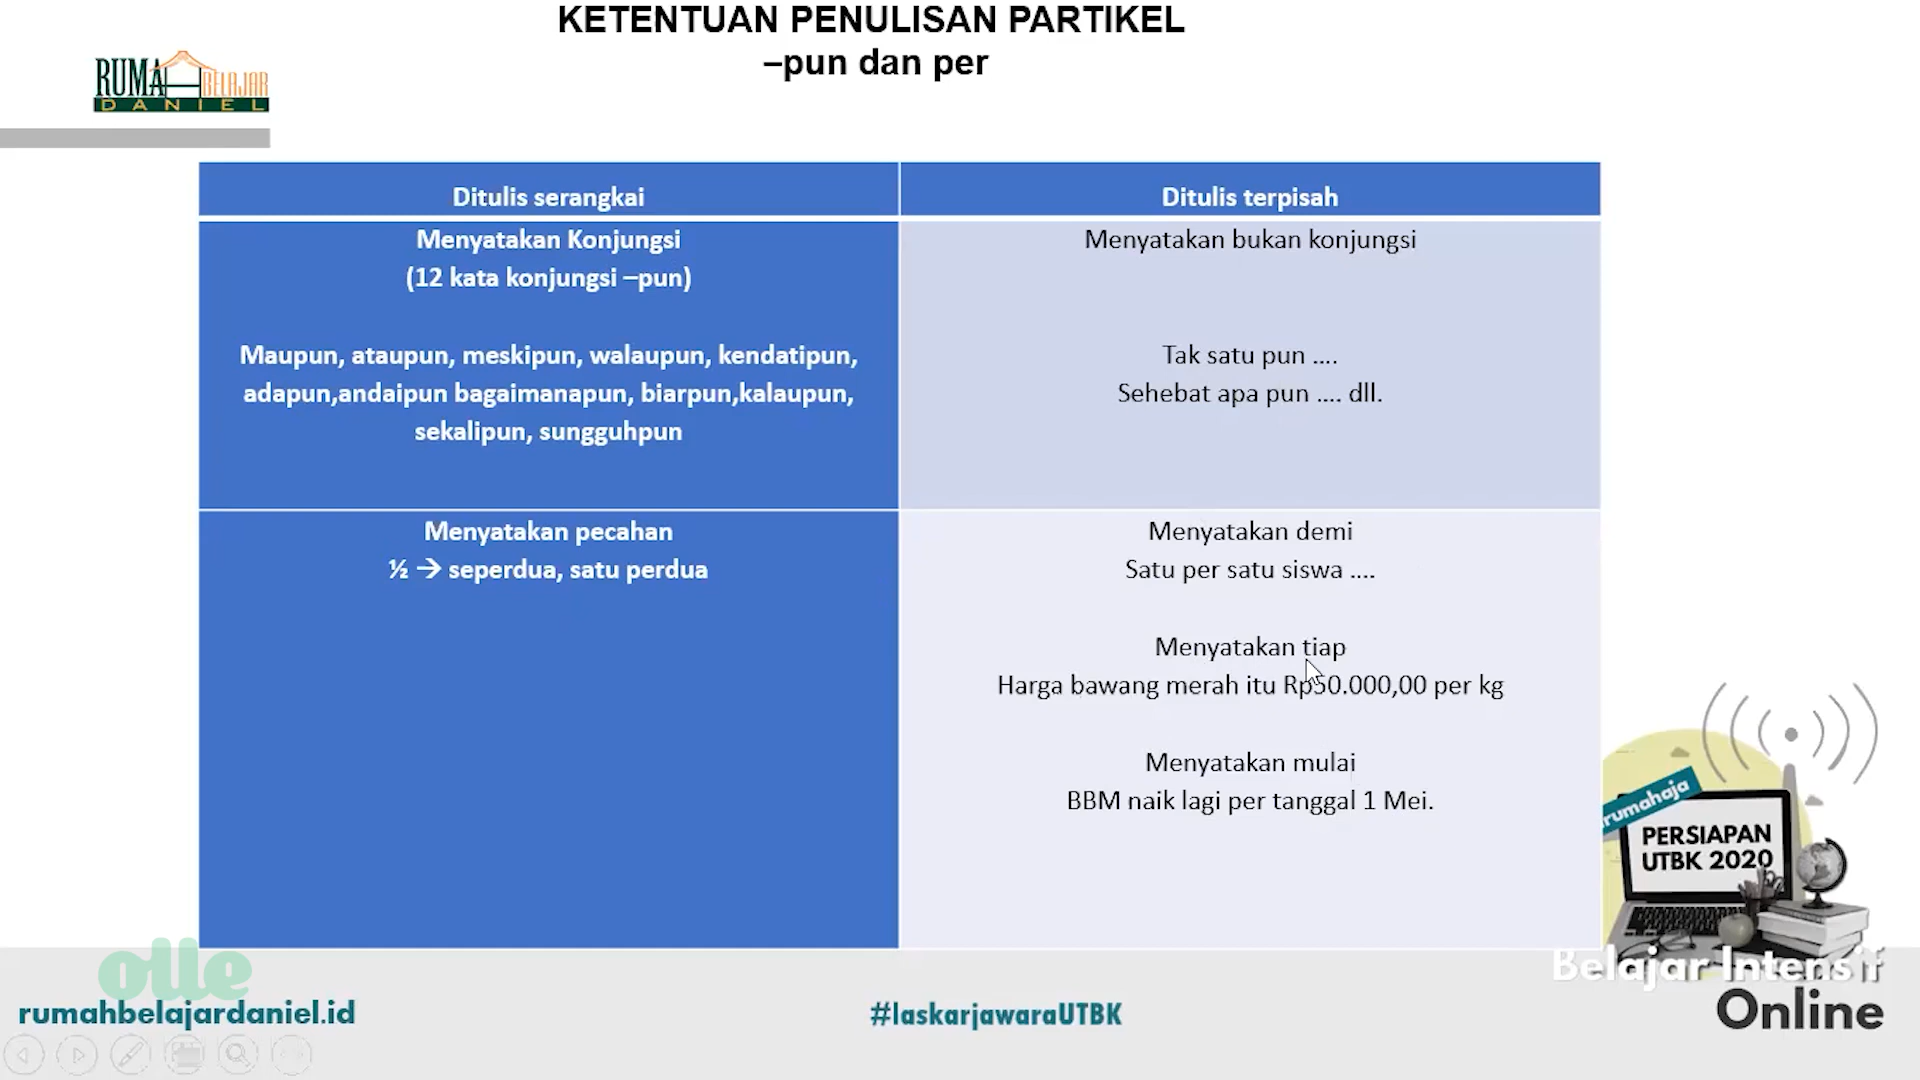 KETENTUAN PENULISAN PARTIKEL
–pun dan per
RUMA BELAJAR
DANIEL
Ditulis serangkai
Ditulis terpisah
Menyatakan Konjungsi
(12 kata konjungsi –pun)
Maupun, ataupun, meskipun, walaupun, kendatipun,
adapun,andaipun bagaimanapun, biarpun,kalaupun,
sekalipun, sungguhpun
Menyatakan bukan konjungsi
Tak satu pun ....
Sehebat apa pun .... dll.
Menyatakan pecahan
½ → seperdua, satu perdua
Menyatakan demi
Satu per satu siswa ....
Menyatakan tiap
Harga bawang merah itu Rp50.000,00 per kg
Menyatakan mulai
BBM naik lagi per tanggal 1 Mei.
rumahaja
PERSIAPAN
UTBK 2020
Belajar Intensif
Online
olle
rumahbelajardaniel.id
#laskarjawaraUTBK